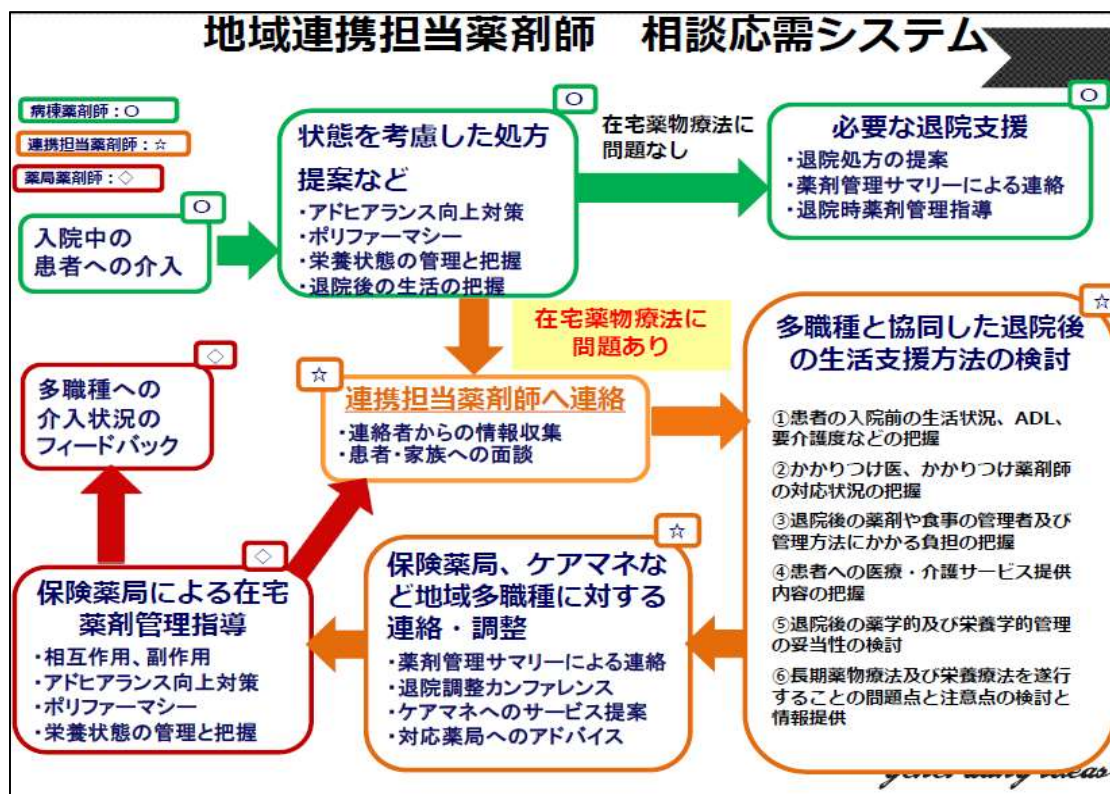 地域連携担当薬剤師 相談応需システム
病棟薬剤師：○
連携担当薬剤師：☆
薬局薬剤師：◇
○
入院中の
患者への介入
○
状態を考慮した処方
提案など
・アドヒアランス向上対策
・ポリファーマシー
・栄養状態の管理と把握
・退院後の生活の把握
在宅薬物療法に
問題なし
○
必要な退院支援
・退院処方の提案
・薬剤管理サマリーによる連絡
・退院時薬剤管理指導
在宅薬物療法に
問題あり
☆
連携担当薬剤師へ連絡
・連絡者からの情報収集
・患者・家族への面談
☆
多職種と協同した退院後
の生活支援方法の検討
①患者の入院前の生活状況、ADL、
要介護度などの把握
②かかりつけ医、かかりつけ薬剤師
の対応状況の把握
③退院後の薬剤や食事の管理者及び
管理方法にかかる負担の把握
④患者への医療・介護サービス提供
内容の把握
⑤退院後の薬学的及び栄養学的管理
の妥当性の検討
⑥長期薬物療法及び栄養療法を遂行
することの問題点と注意点の検討と
情報提供
☆
保険薬局、ケアマネな
ど地域多職種に対する
連絡・調整
・薬剤管理サマリーによる連絡
・退院調整カンファレンス
・ケアマネへのサービス提案
・対応薬局へのアドバイス
◇
保険薬局による在宅
薬剤管理指導
・相互作用、副作用
・アドヒアランス向上対策
・ポリファーマシー
・栄養状態の管理と把握
◇
多職種への
介入状況の
フィードバック